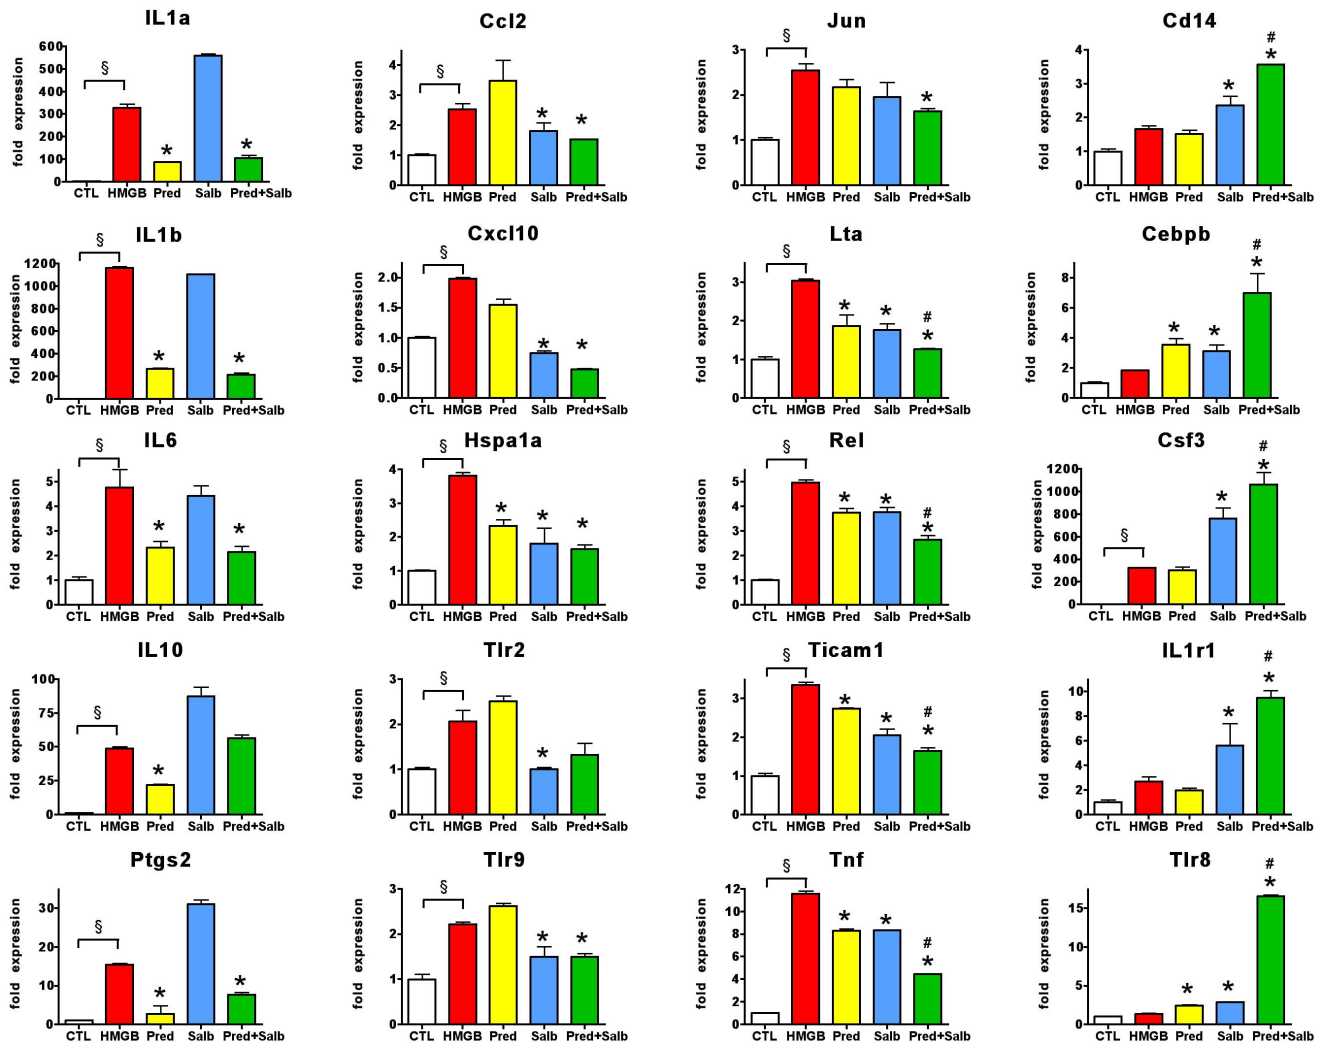 IL1a
fold expression
600
500
400
300
200
100
0
§
*
*
CTL HMGB Pred Salb Pred+Salb
Ccl2
fold expression
4
3
2
1
0
§
*
*
CTL HMGB Pred Salb Pred+Salb
Jun
fold expression
3
2
1
0
§
*
CTL HMGB Pred Salb Pred+Salb
Cd14
fold expression
4
3
2
1
0
#
*
*
CTL HMGB Pred Salb Pred+Salb
IL1b
fold expression
1200
1000
800
600
400
200
0
§
*
*
CTL HMGB Pred Salb Pred+Salb
Cxcl10
fold expression
2.0
1.5
1.0
0.5
0.0
§
*
*
CTL HMGB Pred Salb Pred+Salb
Lta
fold expression
3
2
1
0
§
*
*
#
*
CTL HMGB Pred Salb Pred+Salb
Cebpb
fold expression
8
6
4
2
0
*
*
#
*
CTL HMGB Pred Salb Pred+Salb
IL6
fold expression
5
4
3
2
1
0
§
*
*
CTL HMGB Pred Salb Pred+Salb
Hspa1a
fold expression
4
3
2
1
0
§
*
*
*
CTL HMGB Pred Salb Pred+Salb
Rel
fold expression
5
4
3
2
1
0
§
*
*
#
*
CTL HMGB Pred Salb Pred+Salb
Csf3
fold expression
1200
1000
800
600
400
200
0
§
*
#
*
CTL HMGB Pred Salb Pred+Salb
IL10
fold expression
100
75
50
25
0
§
*
CTL HMGB Pred Salb Pred+Salb
Tlr2
fold expression
3
2
1
0
§
*
CTL HMGB Pred Salb Pred+Salb
Ticam1
fold expression
3
2
1
0
§
*
*
#
*
CTL HMGB Pred Salb Pred+Salb
IL1r1
fold expression
10
8
6
4
2
0
*
#
*
CTL HMGB Pred Salb Pred+Salb
Ptgs2
fold expression
30
20
10
0
§
*
*
CTL HMGB Pred Salb Pred+Salb
Tlr9
fold expression
3
2
1
0
§
*
*
CTL HMGB Pred Salb Pred+Salb
Tnf
fold expression
12
10
8
6
4
2
0
§
*
*
#
*
CTL HMGB Pred Salb Pred+Salb
Tlr8
fold expression
15
10
5
0
*
*
#
*
CTL HMGB Pred Salb Pred+Salb